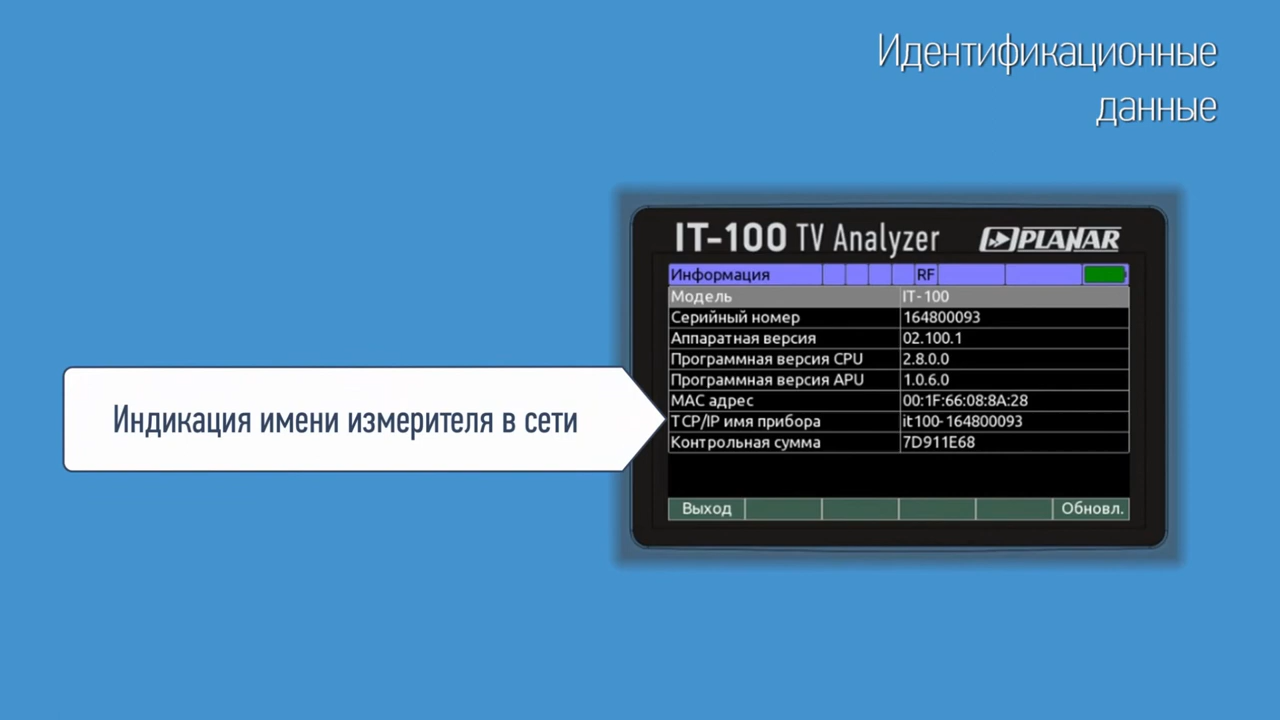 Идентификационные
данные
IT-100 TV Analyzer PLANAR
Информация RF
Модель IT-100
Серийный номер 164800093
Аппаратная версия 02.100.1
Программная версия CPU 2.8.0.0
Программная версия APU 1.0.6.0
MAC адрес 00:1F:66:08:8A:28
TCP/IP имя прибора it100-164800093
Контрольная сумма 7D911E68
Выход Обновл.
Индикация имени измерителя в сети